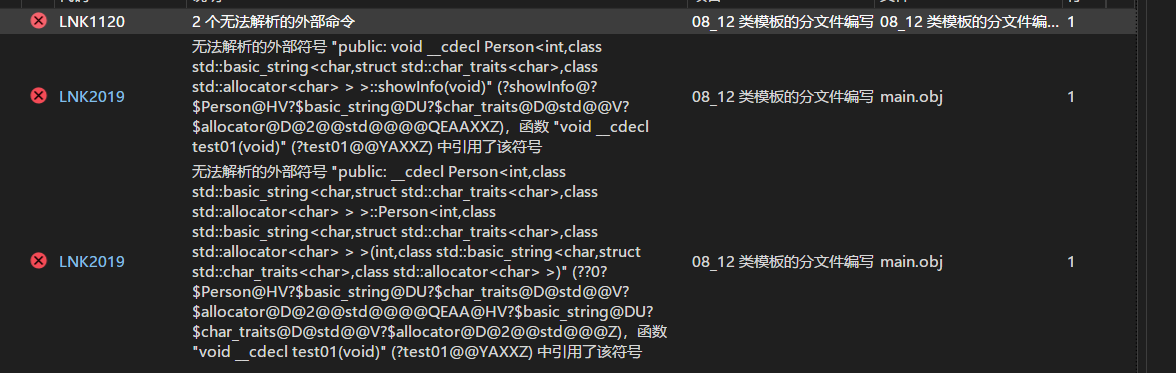 LNK1120 2 个无法解析的外部命令 08_12 类模板的分文件编写 08_12 类模板的分文件编... 1
无法解析的外部符号 "public: void __cdecl Person<int,class
std::basic_string<char,struct std::char_traits<char>,class
std::allocator<char> > >::showInfo(void)" (?showInfo@?
LNK2019 $Person@HV?$basic_string@DU?$char_traits@D@std@@V? 08_12 类模板的分文件编写 main.obj 1
$allocator@D@2@@std@@@@QEAAXXZ)，函数 "void __cdecl
test01(void)" (?test01@@YAXXZ) 中引用了该符号
无法解析的外部符号 "public: __cdecl Person<int,class
std::basic_string<char,struct std::char_traits<char>,class
std::allocator<char> > >::Person<int,class
std::basic_string<char,struct std::char_traits<char>,class
std::allocator<char> > >(int,class std::basic_string<char,struct
LNK2019 std::char_traits<char>,class std::allocator<char> >)" (??0? 08_12 类模板的分文件编写 main.obj 1
$Person@HV?$basic_string@DU?$char_traits@D@std@@V?
$allocator@D@2@@std@@@@QEAA@HV?$basic_string@DU?
$char_traits@D@std@@V?$allocator@D@2@@std@@@Z)，函数
"void __cdecl test01(void)" (?test01@@YAXXZ) 中引用了该符号